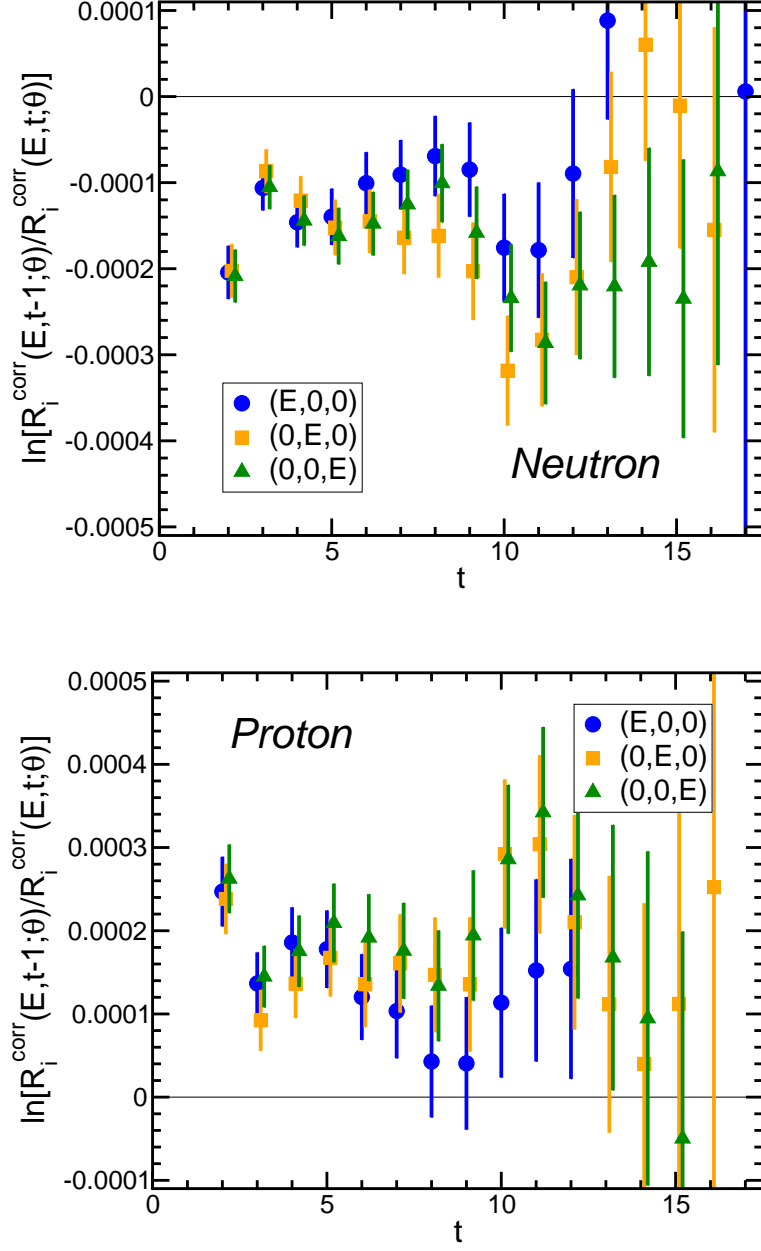 0.0001
0
-0.0001
-0.0002
-0.0003
-0.0004
-0.0005
ln[R_i^corr(E,t-1;θ)/R_i^corr(E,t;θ)]
(E,0,0)
(0,E,0)
(0,0,E)
Neutron
0 5 10 15
t
0.0005
0.0004
0.0003
0.0002
0.0001
0
-0.0001
ln[R_i^corr(E,t-1;θ)/R_i^corr(E,t;θ)]
Proton
(E,0,0)
(0,E,0)
(0,0,E)
0 5 10 15
t